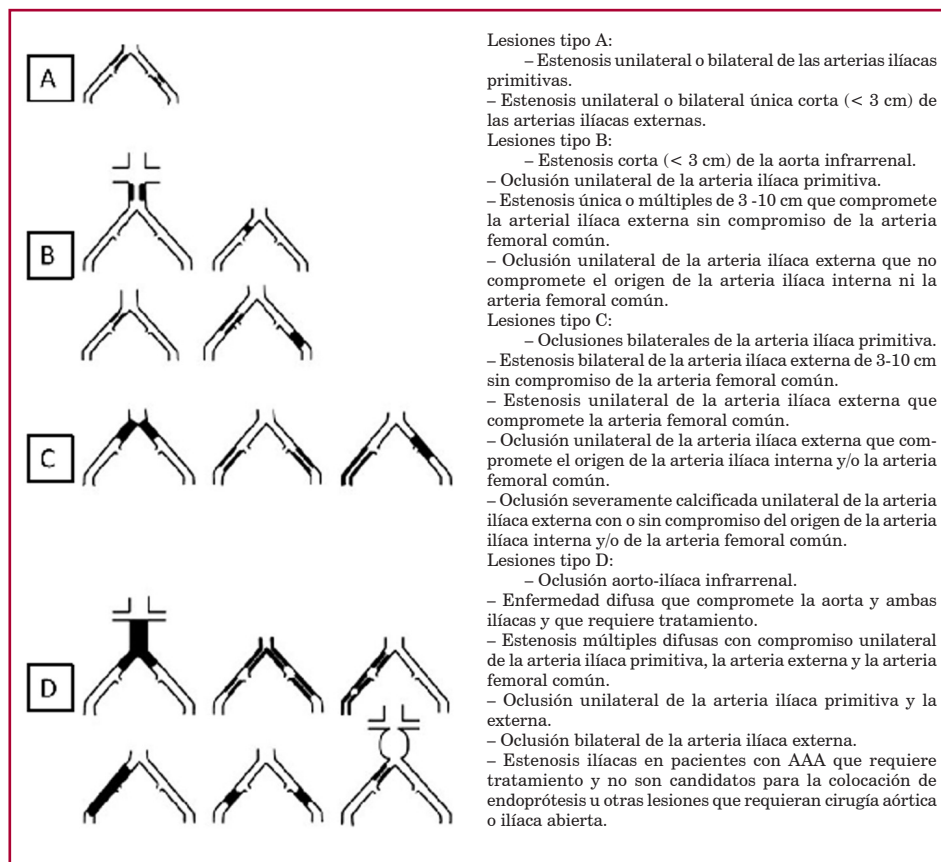 A
B
C
D
Lesiones tipo A:
– Estenosis unilateral o bilateral de las arterias ilíacas
primitivas.
– Estenosis unilateral o bilateral única corta (< 3 cm) de
las arterias ilíacas externas.
Lesiones tipo B:
– Estenosis corta (< 3 cm) de la aorta infrarrenal.
– Oclusión unilateral de la arteria ilíaca primitiva.
– Estenosis única o múltiples de 3 -10 cm que compromete
la arterial ilíaca externa sin compromiso de la arteria
femoral común.
– Oclusión unilateral de la arteria ilíaca externa que no
compromete el origen de la arteria ilíaca interna ni la
arteria femoral común.
Lesiones tipo C:
– Oclusiones bilaterales de la arteria ilíaca primitiva.
– Estenosis bilateral de la arteria ilíaca externa de 3-10 cm
sin compromiso de la arteria femoral común.
– Estenosis unilateral de la arteria ilíaca externa que
compromete la arteria femoral común.
– Oclusión unilateral de la arteria ilíaca externa que com-
promete el origen de la arteria ilíaca interna y/o la arteria
femoral común.
– Oclusión severamente calcificada unilateral de la arteria
ilíaca externa con o sin compromiso del origen de la arteria
ilíaca interna y/o de la arteria femoral común.
Lesiones tipo D:
– Oclusión aorto-ilíaca infrarrenal.
– Enfermedad difusa que compromete la aorta y ambas
ilíacas y que requiere tratamiento.
– Estenosis múltiples difusas con compromiso unilateral
de la arteria ilíaca primitiva, la arteria externa y la arteria
femoral común.
– Oclusión unilateral de la arteria ilíaca primitiva y la
externa.
– Oclusión bilateral de la arteria ilíaca externa.
– Estenosis ilíacas en pacientes con AAA que requiere
tratamiento y no son candidatos para la colocación de
endoprótesis u otras lesiones que requieran cirugía aórtica
o ilíaca abierta.